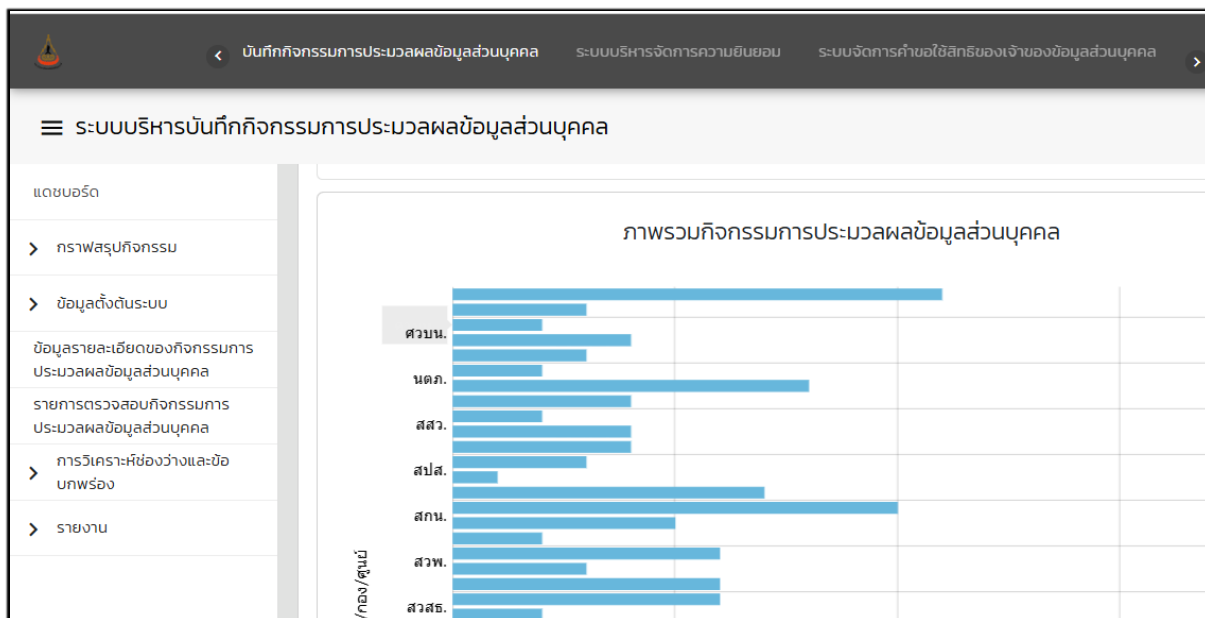 บันทึกกิจกรรมการประมวลผลข้อมูลส่วนบุคคล ระบบบริหารจัดการความยินยอม ระบบจัดการคำขอใช้สิทธิของเจ้าของข้อมูลส่วนบุคคล
ระบบบริหารบันทึกกิจกรรมการประมวลผลข้อมูลส่วนบุคคล
แดชบอร์ด
กราฟสรุปกิจกรรม
ข้อมูลตั้งต้นระบบ
ข้อมูลรายละเอียดของกิจกรรมการ
ประมวลผลข้อมูลส่วนบุคคล
รายการตรวจสอบกิจกรรมการ
ประมวลผลข้อมูลส่วนบุคคล
การวิเคราะห์ช่องว่างและข้อ
บกพร่อง
รายงาน
ภาพรวมกิจกรรมการประมวลผลข้อมูลส่วนบุคคล
ศวบน.
นตภ.
สสว.
สปส.
สกน.
สวพ.
สวสธ.
/กอง/ศูนย์